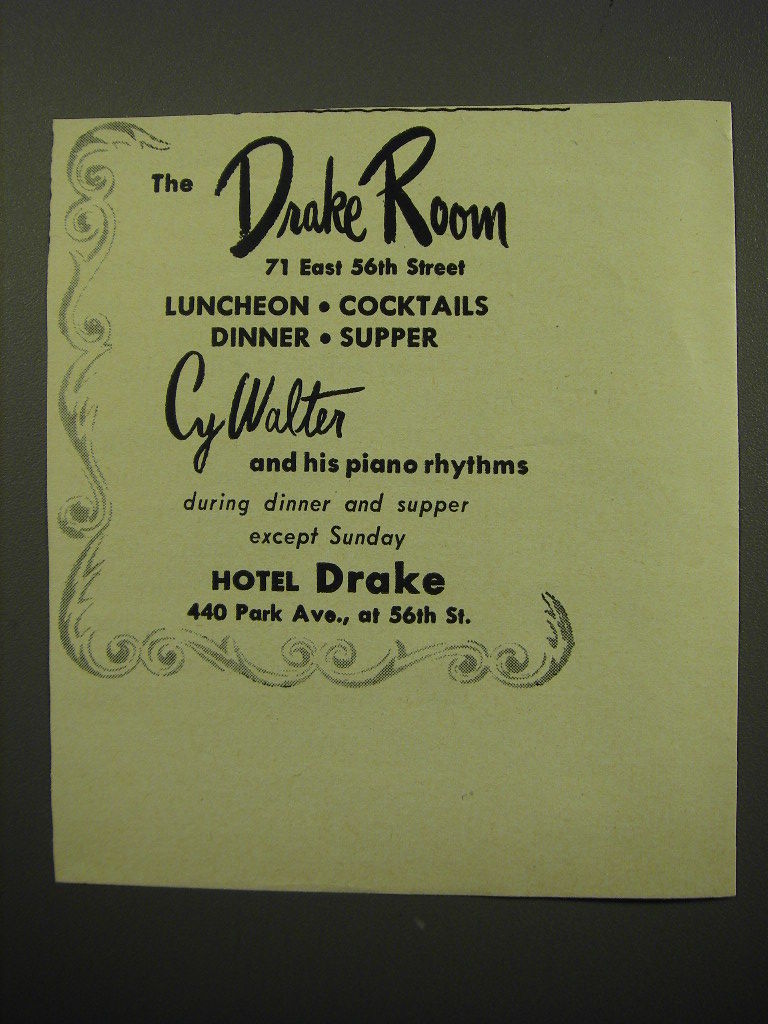 The Drake Room
71 East 56th Street
LUNCHEON • COCKTAILS
DINNER • SUPPER
Cy Walter
and his piano rhythms
during dinner and supper
except Sunday
HOTEL Drake
440 Park Ave., at 56th St.